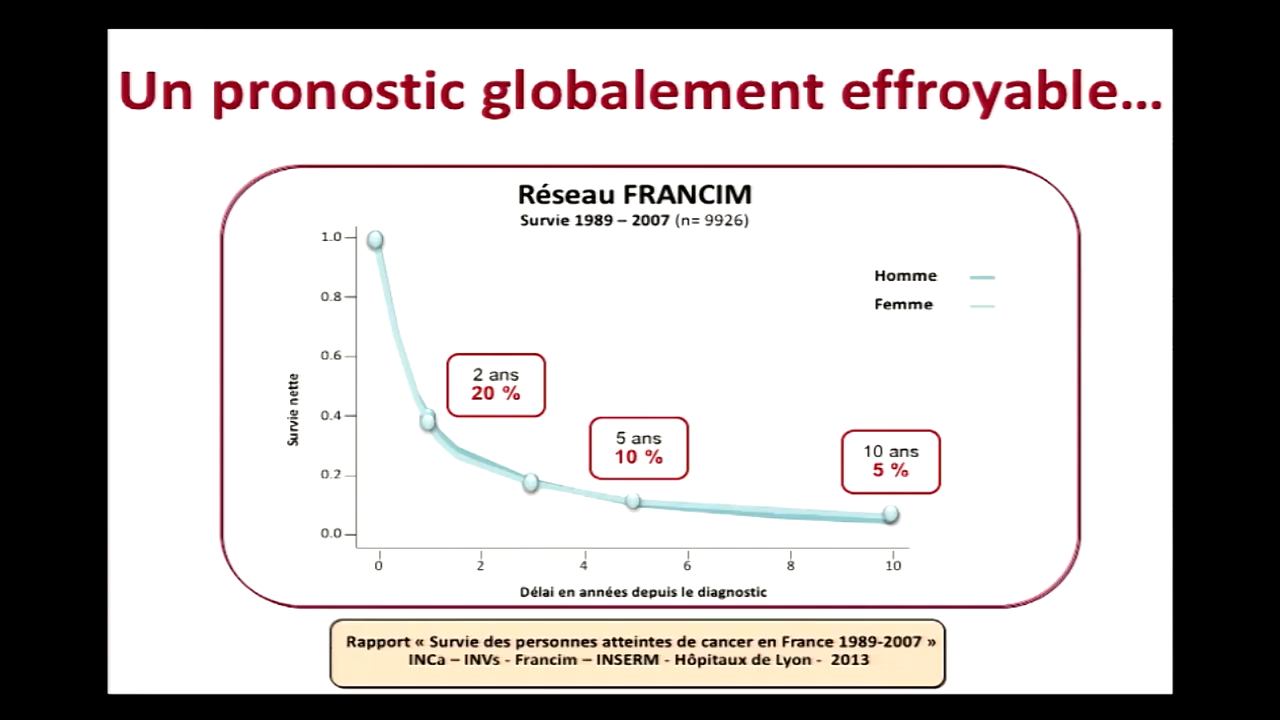 Un pronostic globalement effroyable...
Réseau FRANCIM
Survie 1989 – 2007 (n= 9926)
1.0
0.8
0.6
0.4
0.2
0.0
Survie nette
Homme
Femme
2 ans
20 %
5 ans
10 %
10 ans
5 %
0 2 4 6 8 10
Délai en années depuis le diagnostic
Rapport « Survie des personnes atteintes de cancer en France 1989-2007 »
INCa – INVs - Francim – INSERM - Hôpitaux de Lyon - 2013